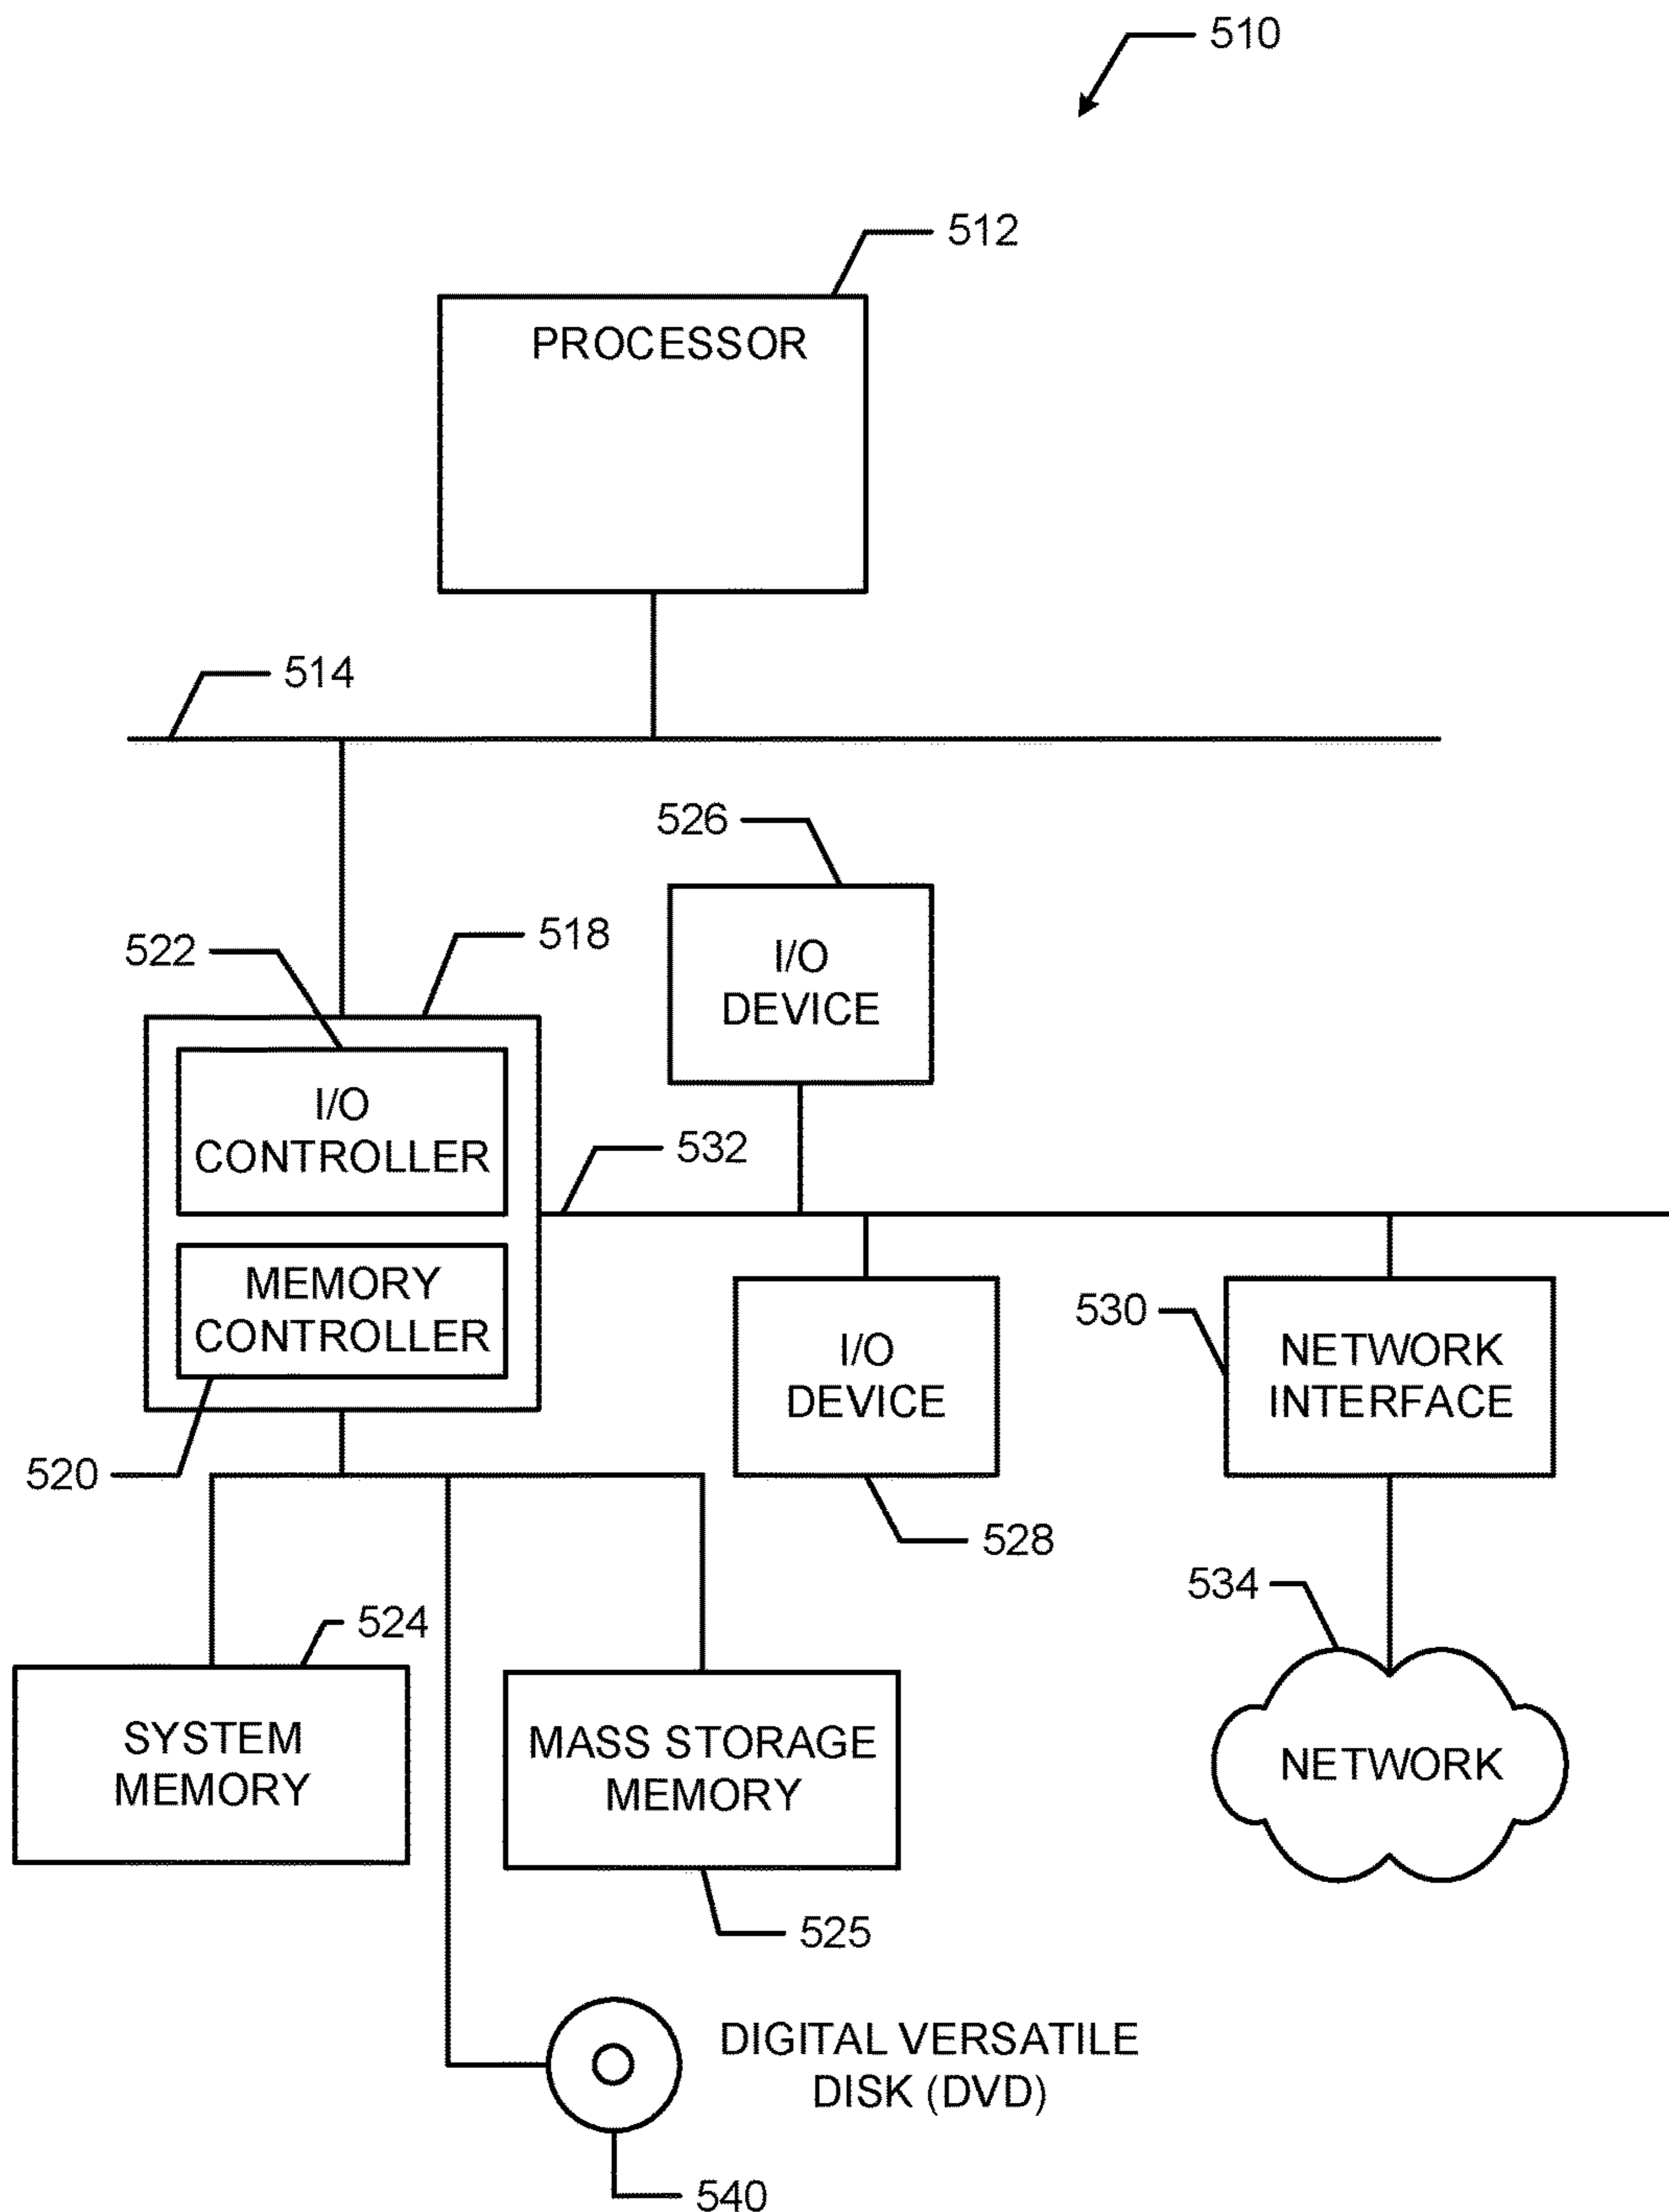 510
512
PROCESSOR
514
526
I/O
DEVICE
518
522
I/O
CONTROLLER
532
MEMORY
CONTROLLER
520
I/O
DEVICE
528
530
NETWORK
INTERFACE
524
SYSTEM
MEMORY
MASS STORAGE
MEMORY
525
534
NETWORK
DIGITAL VERSATILE
DISK (DVD)
540